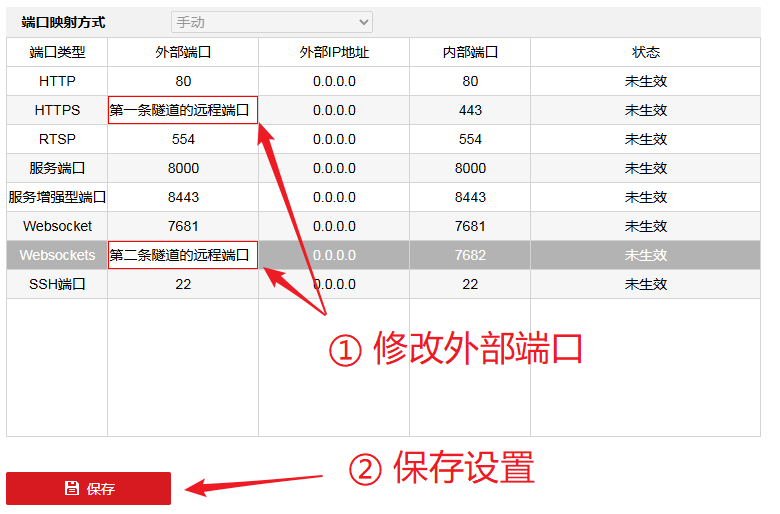 端口映射方式 手动
端口类型 外部端口 外部IP地址 内部端口 状态
HTTP 80 0.0.0.0 80 未生效
HTTPS 第一条隧道的远程端口 0.0.0.0 443 未生效
RTSP 554 0.0.0.0 554 未生效
服务端口 8000 0.0.0.0 8000 未生效
服务增强型端口 8443 0.0.0.0 8443 未生效
Websocket 7681 0.0.0.0 7681 未生效
Websockets 第二条隧道的远程端口 0.0.0.0 7682 未生效
SSH端口 22 0.0.0.0 22 未生效
① 修改外部端口
② 保存设置
保存